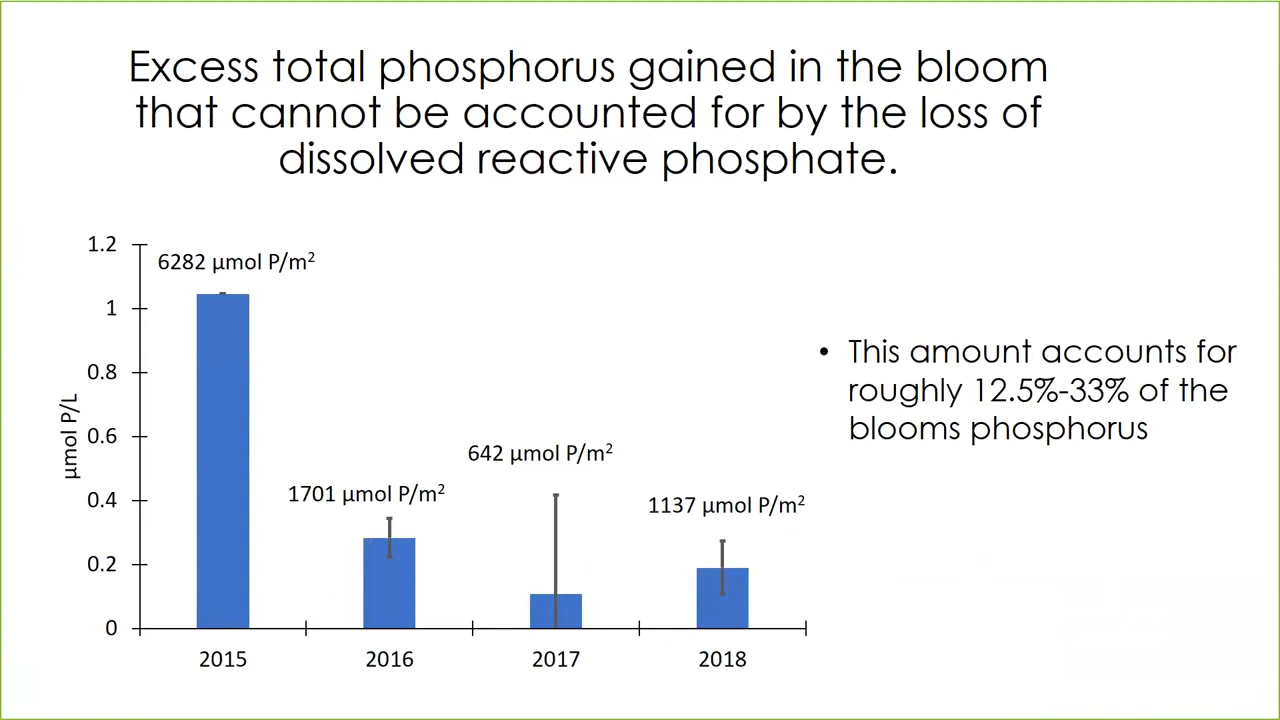 Excess total phosphorus gained in the bloom
that cannot be accounted for by the loss of
dissolved reactive phosphate.
1.2
6282 µmol P/m²
1
0.8
µmol P/L
0.6
642 µmol P/m²
0.4
1701 µmol P/m²
1137 µmol P/m²
0.2
0
2015
2016
2017
2018
• This amount accounts for
roughly 12.5%-33% of the
blooms phosphorus